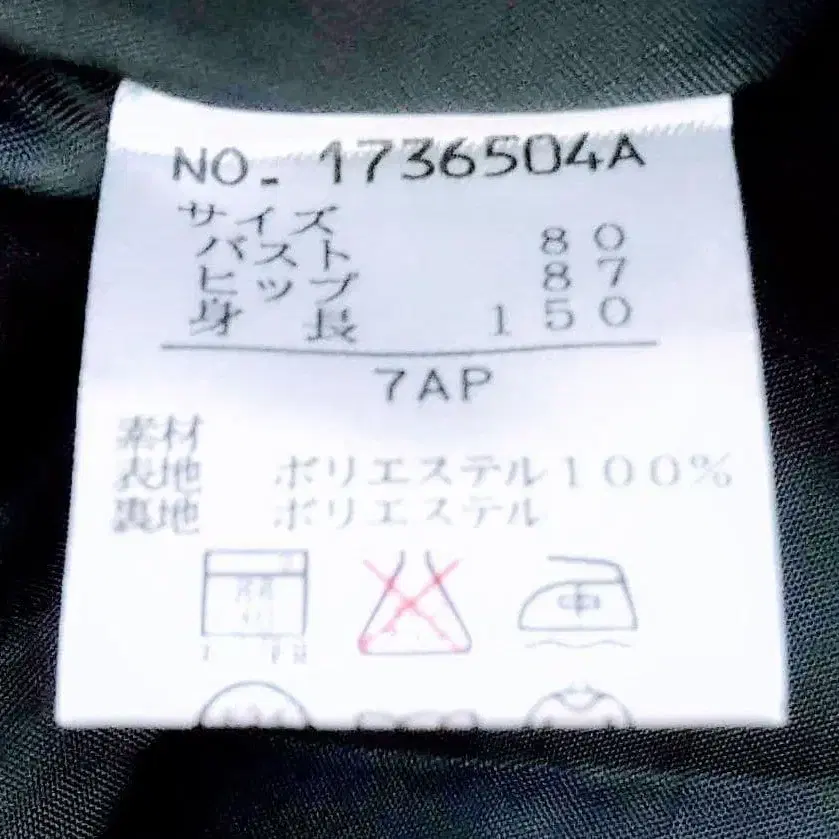 NO. 1736504A
サイズ
バスト 80
ヒップ 87
身長 150
7AP
素材
表地 ポリエステル100%
裏地 ポリエステル
中